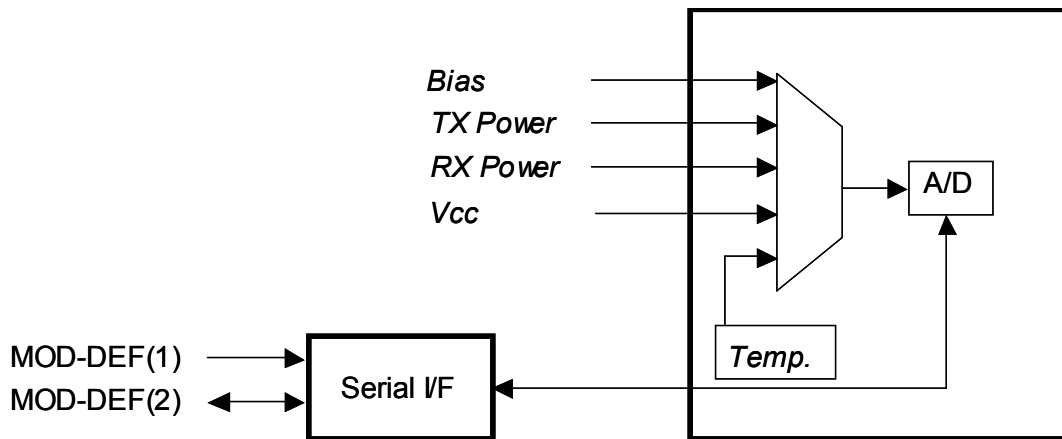 Bias
TX Power
RX Power
Vcc
A/D
Temp.
MOD-DEF(1)
MOD-DEF(2)
Serial I/F